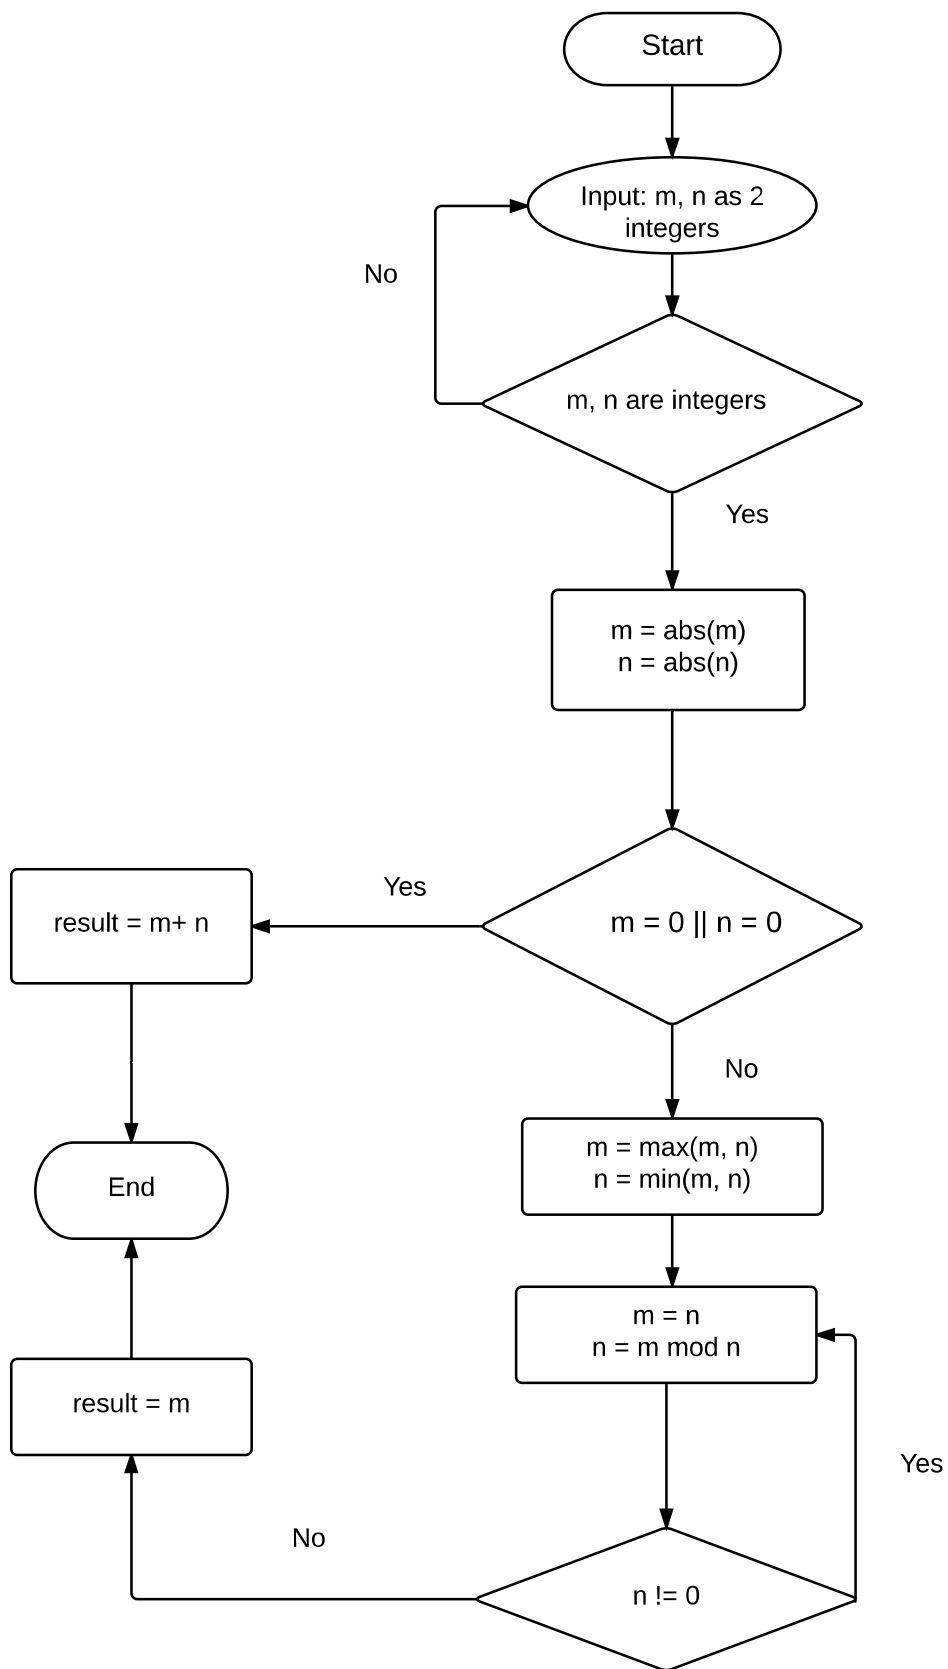 Start
Input: m, n as 2
integers
No
m, n are integers
Yes
m = abs(m)
n = abs(n)
Yes
result = m+ n
m = 0 || n = 0
No
m = max(m, n)
n = min(m, n)
End
m = n
n = m mod n
result = m
Yes
No
n != 0